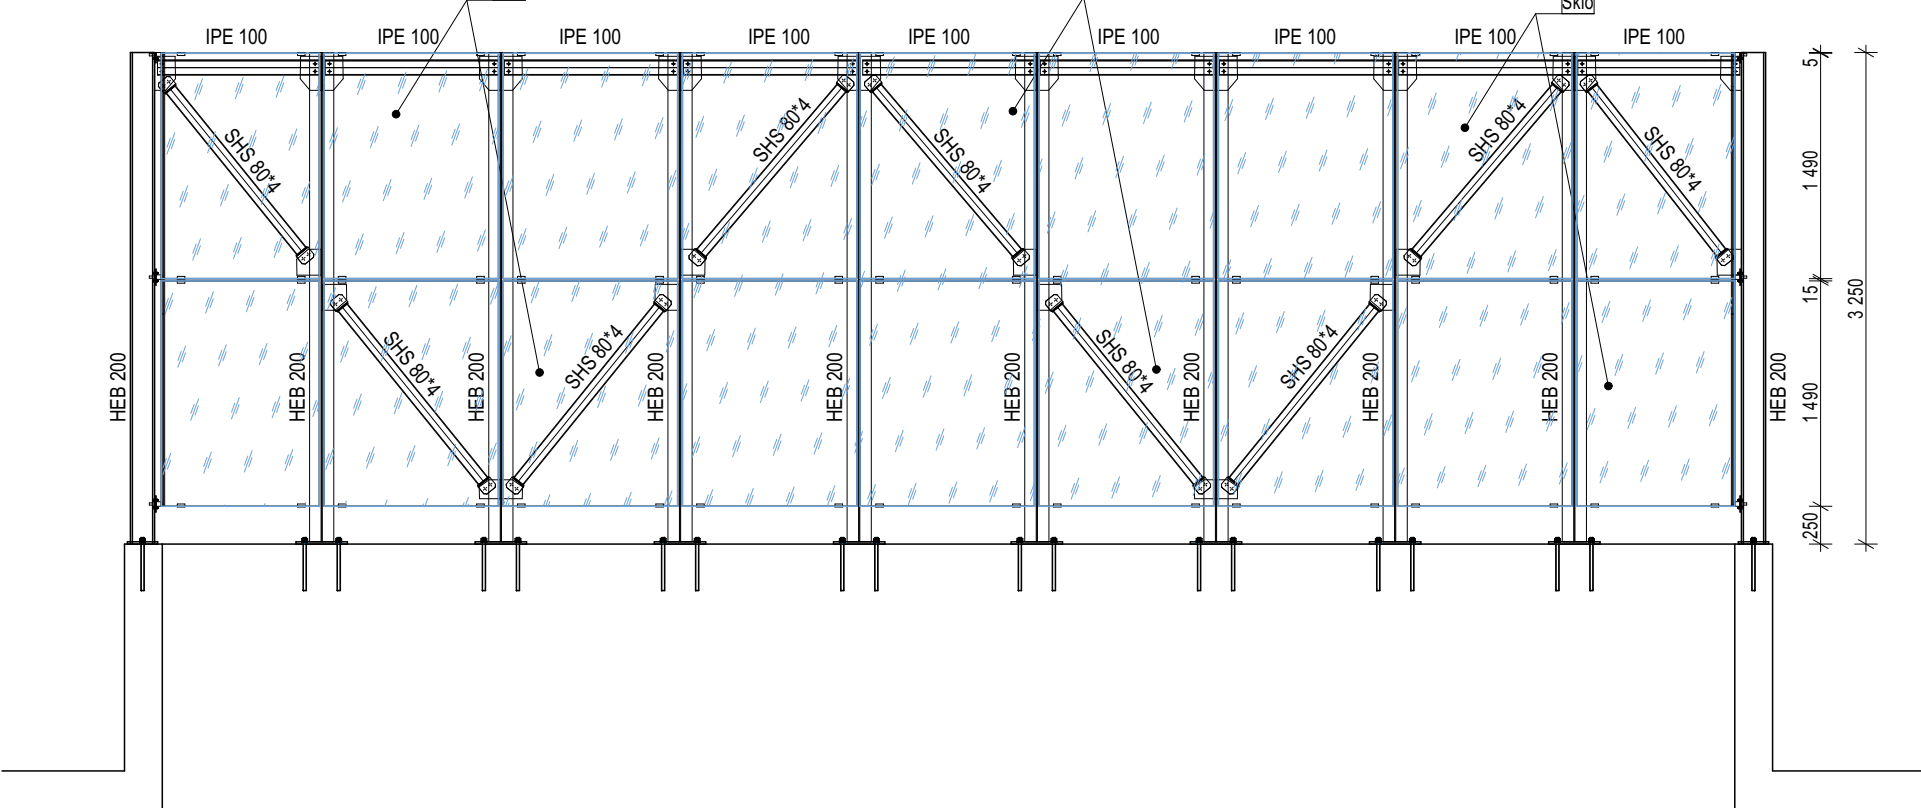 Sklo
IPE 100 IPE 100 IPE 100 IPE 100 IPE 100 IPE 100 IPE 100 IPE 100 IPE 100
5
SHS 80*4 SHS 80*4 SHS 80*4 SHS 80*4 SHS 80*4
1 490
15
3 250
SHS 80*4 SHS 80*4 SHS 80*4 SHS 80*4
HEB 200 HEB 200 HEB 200 HEB 200 HEB 200 HEB 200 HEB 200 HEB 200 HEB 200 HEB 200
1 490
250